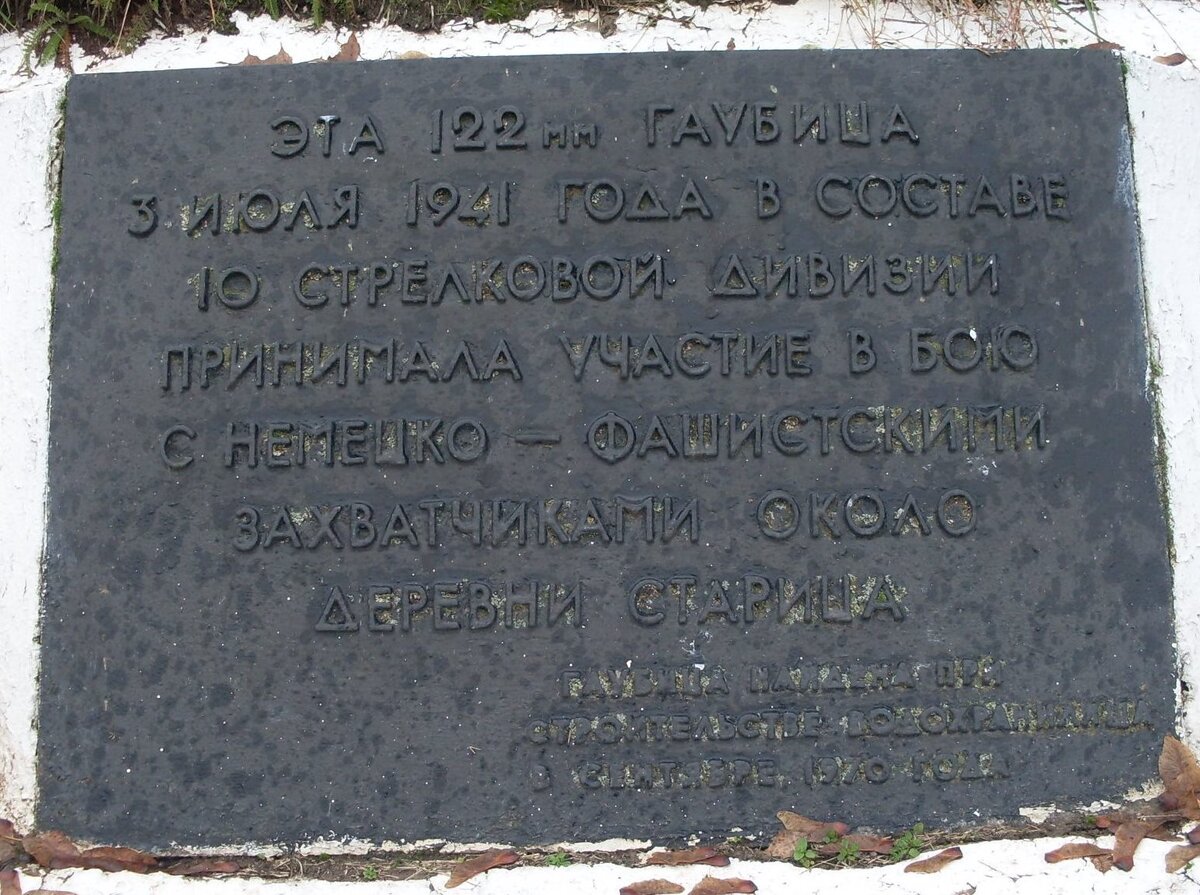 ЭТА 122 мм ГАУБИЦА
3 ИЮЛЯ 1941 ГОДА В СОСТАВЕ
10 СТРЕЛКОВОЙ ДИВИЗИИ
ПРИНИМАЛА УЧАСТИЕ В БОЮ
С НЕМЕЦКО — ФАШИСТСКИМИ
ЗАХВАТЧИКАМИ ОКОЛО
ДЕРЕВНИ СТАРИЦА
ГАУБИЦА НАЙДЕНА ПРИ
СТРОИТЕЛЬСТВЕ ВОДОХРАНИЛИЩА
В СЕНТЯБРЕ 1970 ГОДА